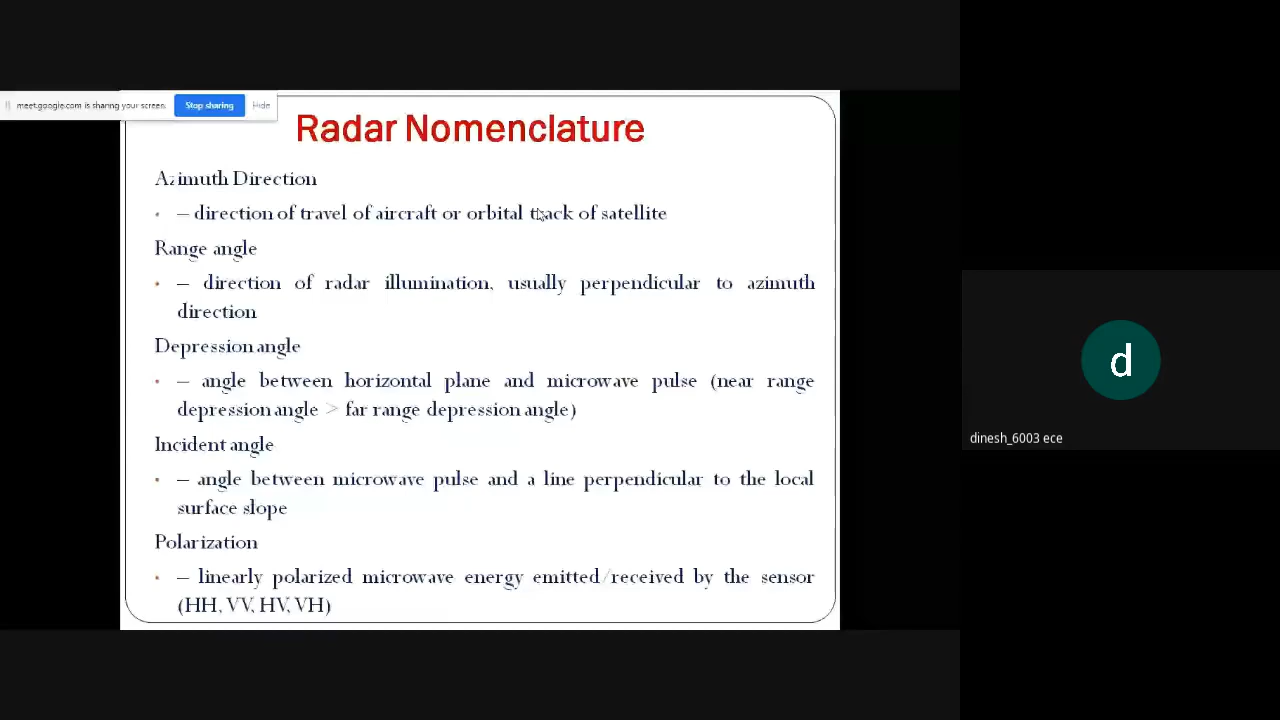 meet.google.com is sharing your screen.
Stop sharing
Hide
Radar Nomenclature
Azimuth Direction
• – direction of travel of aircraft or orbital track of satellite
Range angle
• – direction of radar illumination, usually perpendicular to azimuth
direction
Depression angle
• – angle between horizontal plane and microwave pulse (near range
depression angle > far range depression angle)
Incident angle
• – angle between microwave pulse and a line perpendicular to the local
surface slope
Polarization
• – linearly polarized microwave energy emitted/received by the sensor
(HH, VV, HV, VH)
d
dinesh_6003 ece